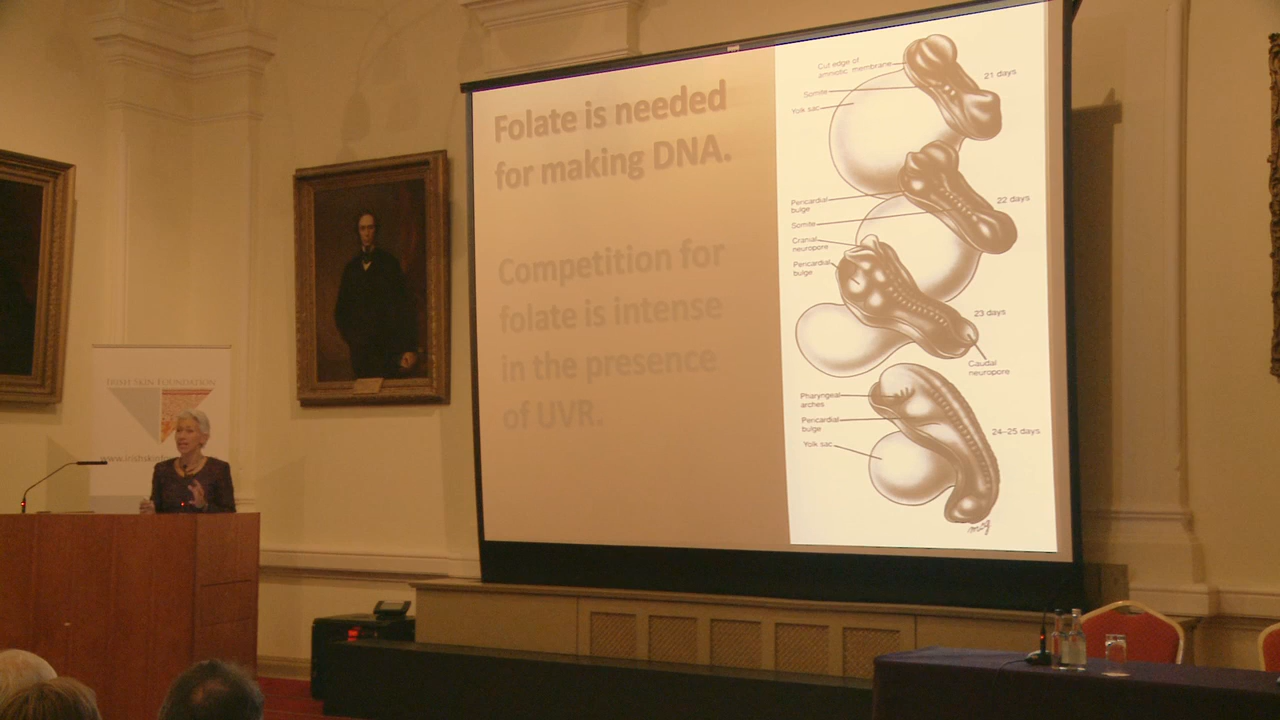 Folate is needed
for making DNA.
Competition for
folate is intense
in the presence
of UVR.
Cut edge of
amniotic membrane
Somite
Yolk sac
21 days
Pericardial
bulge
Somite
22 days
Cranial
neuropore
Pericardial
bulge
23 days
Caudal
neuropore
Pharyngeal
arches
Pericardial
bulge
Yolk sac
24-25 days
mcg
IRISH SKIN FOUNDATION
www.irishskinf